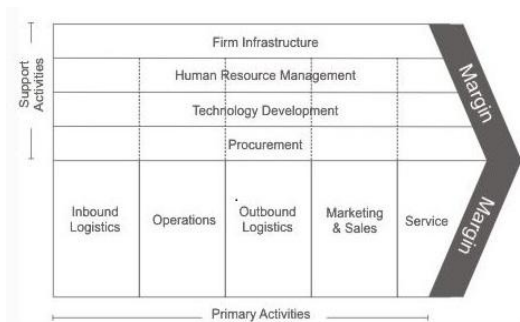 Support
Activities
Firm Infrastructure
Human Resource Management
Technology Development
Procurement
Margin
Inbound
Logistics
Operations
Outbound
Logistics
Marketing
& Sales
Service
Margin
Primary Activities